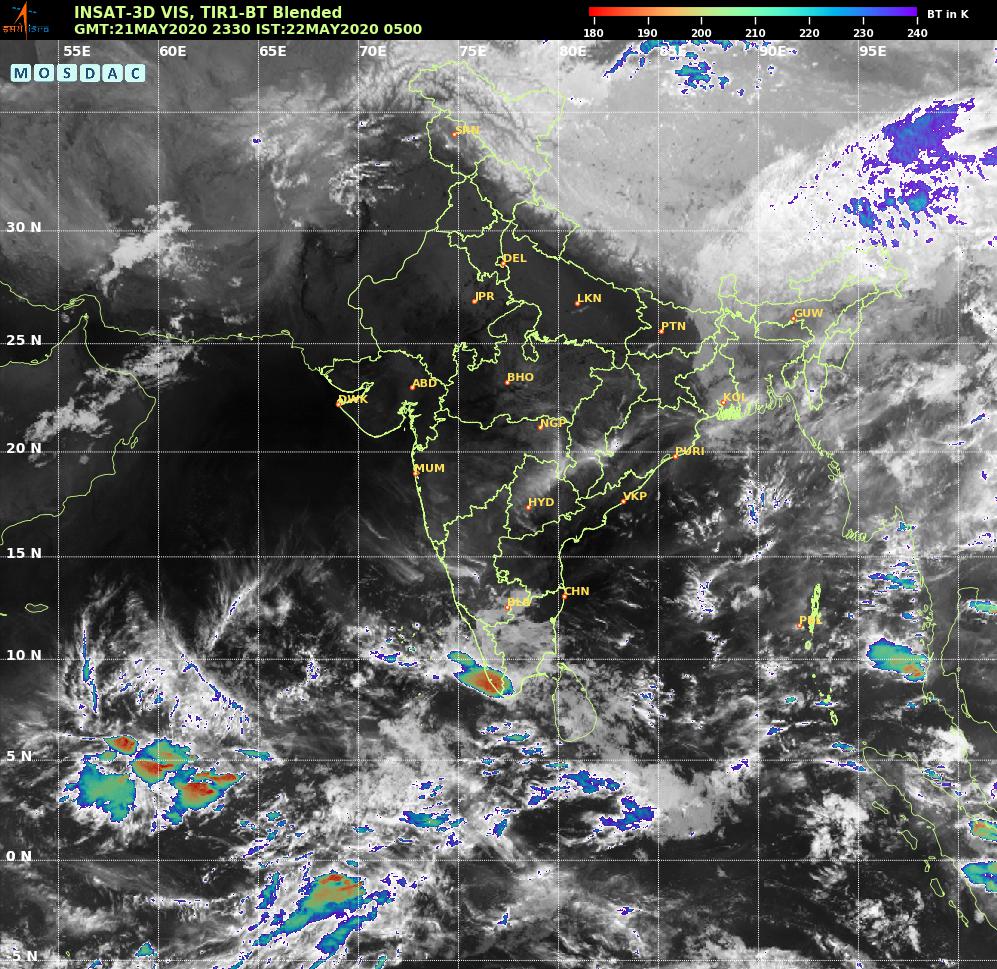 INSAT-3D VIS, TIR1-BT Blended
GMT:21MAY2020 2330 IST:22MAY2020 0500
BT in K
180 190 200 210 220 230 240
55E 60E 65E 70E 75E 80E 85E 90E 95E
MOSDAC
SRN
30 N
DEL
JPR
LKN
GUW
PTN
25 N
BHO
ABD
DWK
KOL
NGP
20 N
PURI
MUM
VKP
HYD
15 N
CHN
BLR
10 N
5 N
0 N
-5 N